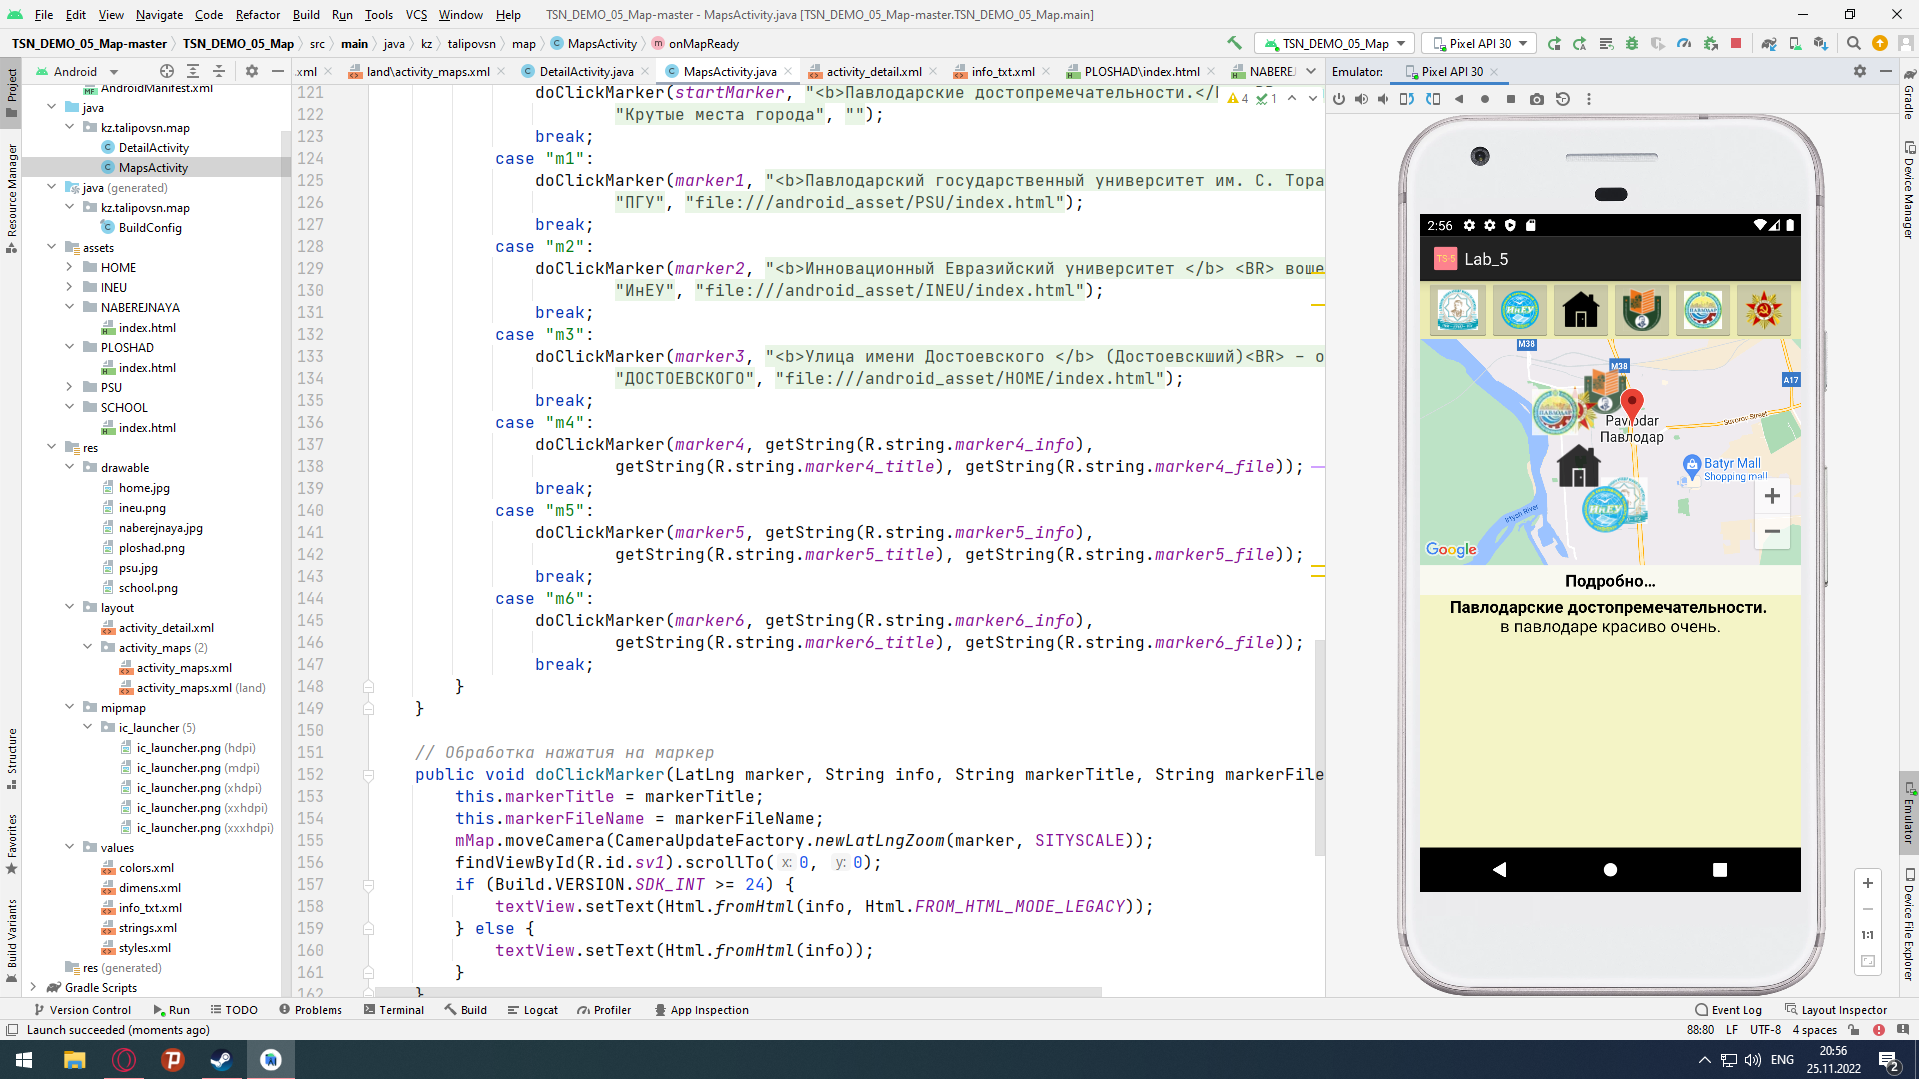 File Edit View Navigate Code Refactor Build Run Tools VCS Window Help TSN_DEMO_05_Map-master - MapsActivity.java [TSN_DEMO_05_Map-master.TSN_DEMO_05_Map.main]
TSN_DEMO_05_Map-master TSN_DEMO_05_Map src main java kz talipovsn map MapsActivity onMapReady TSN_DEMO_05_Map Pixel API 30
Android .xml land\activity_maps.xml DetailActivity.java MapsActivity.java activity_detail.xml info_txt.xml PLOSHAD\index.html NABEREJ Emulator: Pixel API 30
Project
Resource Manager
Structure
Favorites
Build Variants
AndroidManifest.xml
java
kz.talipovsn.map
DetailActivity
MapsActivity
java (generated)
kz.talipovsn.map
BuildConfig
assets
HOME
INEU
NABEREJNAYA
index.html
PLOSHAD
index.html
PSU
SCHOOL
index.html
res
drawable
home.jpg
ineu.png
naberejnaya.jpg
ploshad.png
psu.jpg
school.png
layout
activity_detail.xml
activity_maps (2)
activity_maps.xml
activity_maps.xml (land)
mipmap
ic_launcher (5)
ic_launcher.png (hdpi)
ic_launcher.png (mdpi)
ic_launcher.png (xhdpi)
ic_launcher.png (xxhdpi)
ic_launcher.png (xxxhdpi)
values
colors.xml
dimens.xml
info_txt.xml
strings.xml
styles.xml
res (generated)
Gradle Scripts
4 1
121 doClickMarker(startMarker, "<b>Павлодарские достопремечательности.</
122 "Крутые места города", "");
123 break;
124 case "m1":
125 doClickMarker(marker1, "<b>Павлодарский государственный университет им. С. Тора
126 "ПГУ", "file:///android_asset/PSU/index.html");
127 break;
128 case "m2":
129 doClickMarker(marker2, "<b>Инновационный Евразийский университет </b> <BR> воше
130 "ИнЕУ", "file:///android_asset/INEU/index.html");
131 break;
132 case "m3":
133 doClickMarker(marker3, "<b>Улица имени Достоевского </b> (Достоевскший)<BR> – о
134 "ДОСТОЕВСКОГО", "file:///android_asset/HOME/index.html");
135 break;
136 case "m4":
137 doClickMarker(marker4, getString(R.string.marker4_info),
138 getString(R.string.marker4_title), getString(R.string.marker4_file));
139 break;
140 case "m5":
141 doClickMarker(marker5, getString(R.string.marker5_info),
142 getString(R.string.marker5_title), getString(R.string.marker5_file));
143 break;
144 case "m6":
145 doClickMarker(marker6, getString(R.string.marker6_info),
146 getString(R.string.marker6_title), getString(R.string.marker6_file));
147 break;
148 }
149 }
150
151 // Обработка нажатия на маркер
152 public void doClickMarker(LatLng marker, String info, String markerTitle, String markerFile
153 this.markerTitle = markerTitle;
154 this.markerFileName = markerFileName;
155 mMap.moveCamera(CameraUpdateFactory.newLatLngZoom(marker, SITYSCALE));
156 findViewById(R.id.sv1).scrollTo( x: 0, y: 0);
157 if (Build.VERSION.SDK_INT >= 24) {
158 textView.setText(Html.fromHtml(info, Html.FROM_HTML_MODE_LEGACY));
159 } else {
160 textView.setText(Html.fromHtml(info));
161 }
162 }
2:56
TS-5 Lab_5
ИнЕУ ПАВЛОДАР
M38
M38
A17
ПАВЛОДАР
Pavlodar
Павлодар
Batyr Mall
Shopping mall
ИнЕУ
Irtysh River
Google
+
−
Подробно...
Павлодарские достопремечательности.
в павлодаре красиво очень.
+
−
1:1
Gradle
Device Manager
Emulator
Device File Explorer
Version Control Run TODO Problems Terminal Build Logcat Profiler App Inspection Event Log Layout Inspector
Launch succeeded (moments ago) 88:80 LF UTF-8 4 spaces
ENG 20:56
25.11.2022 2